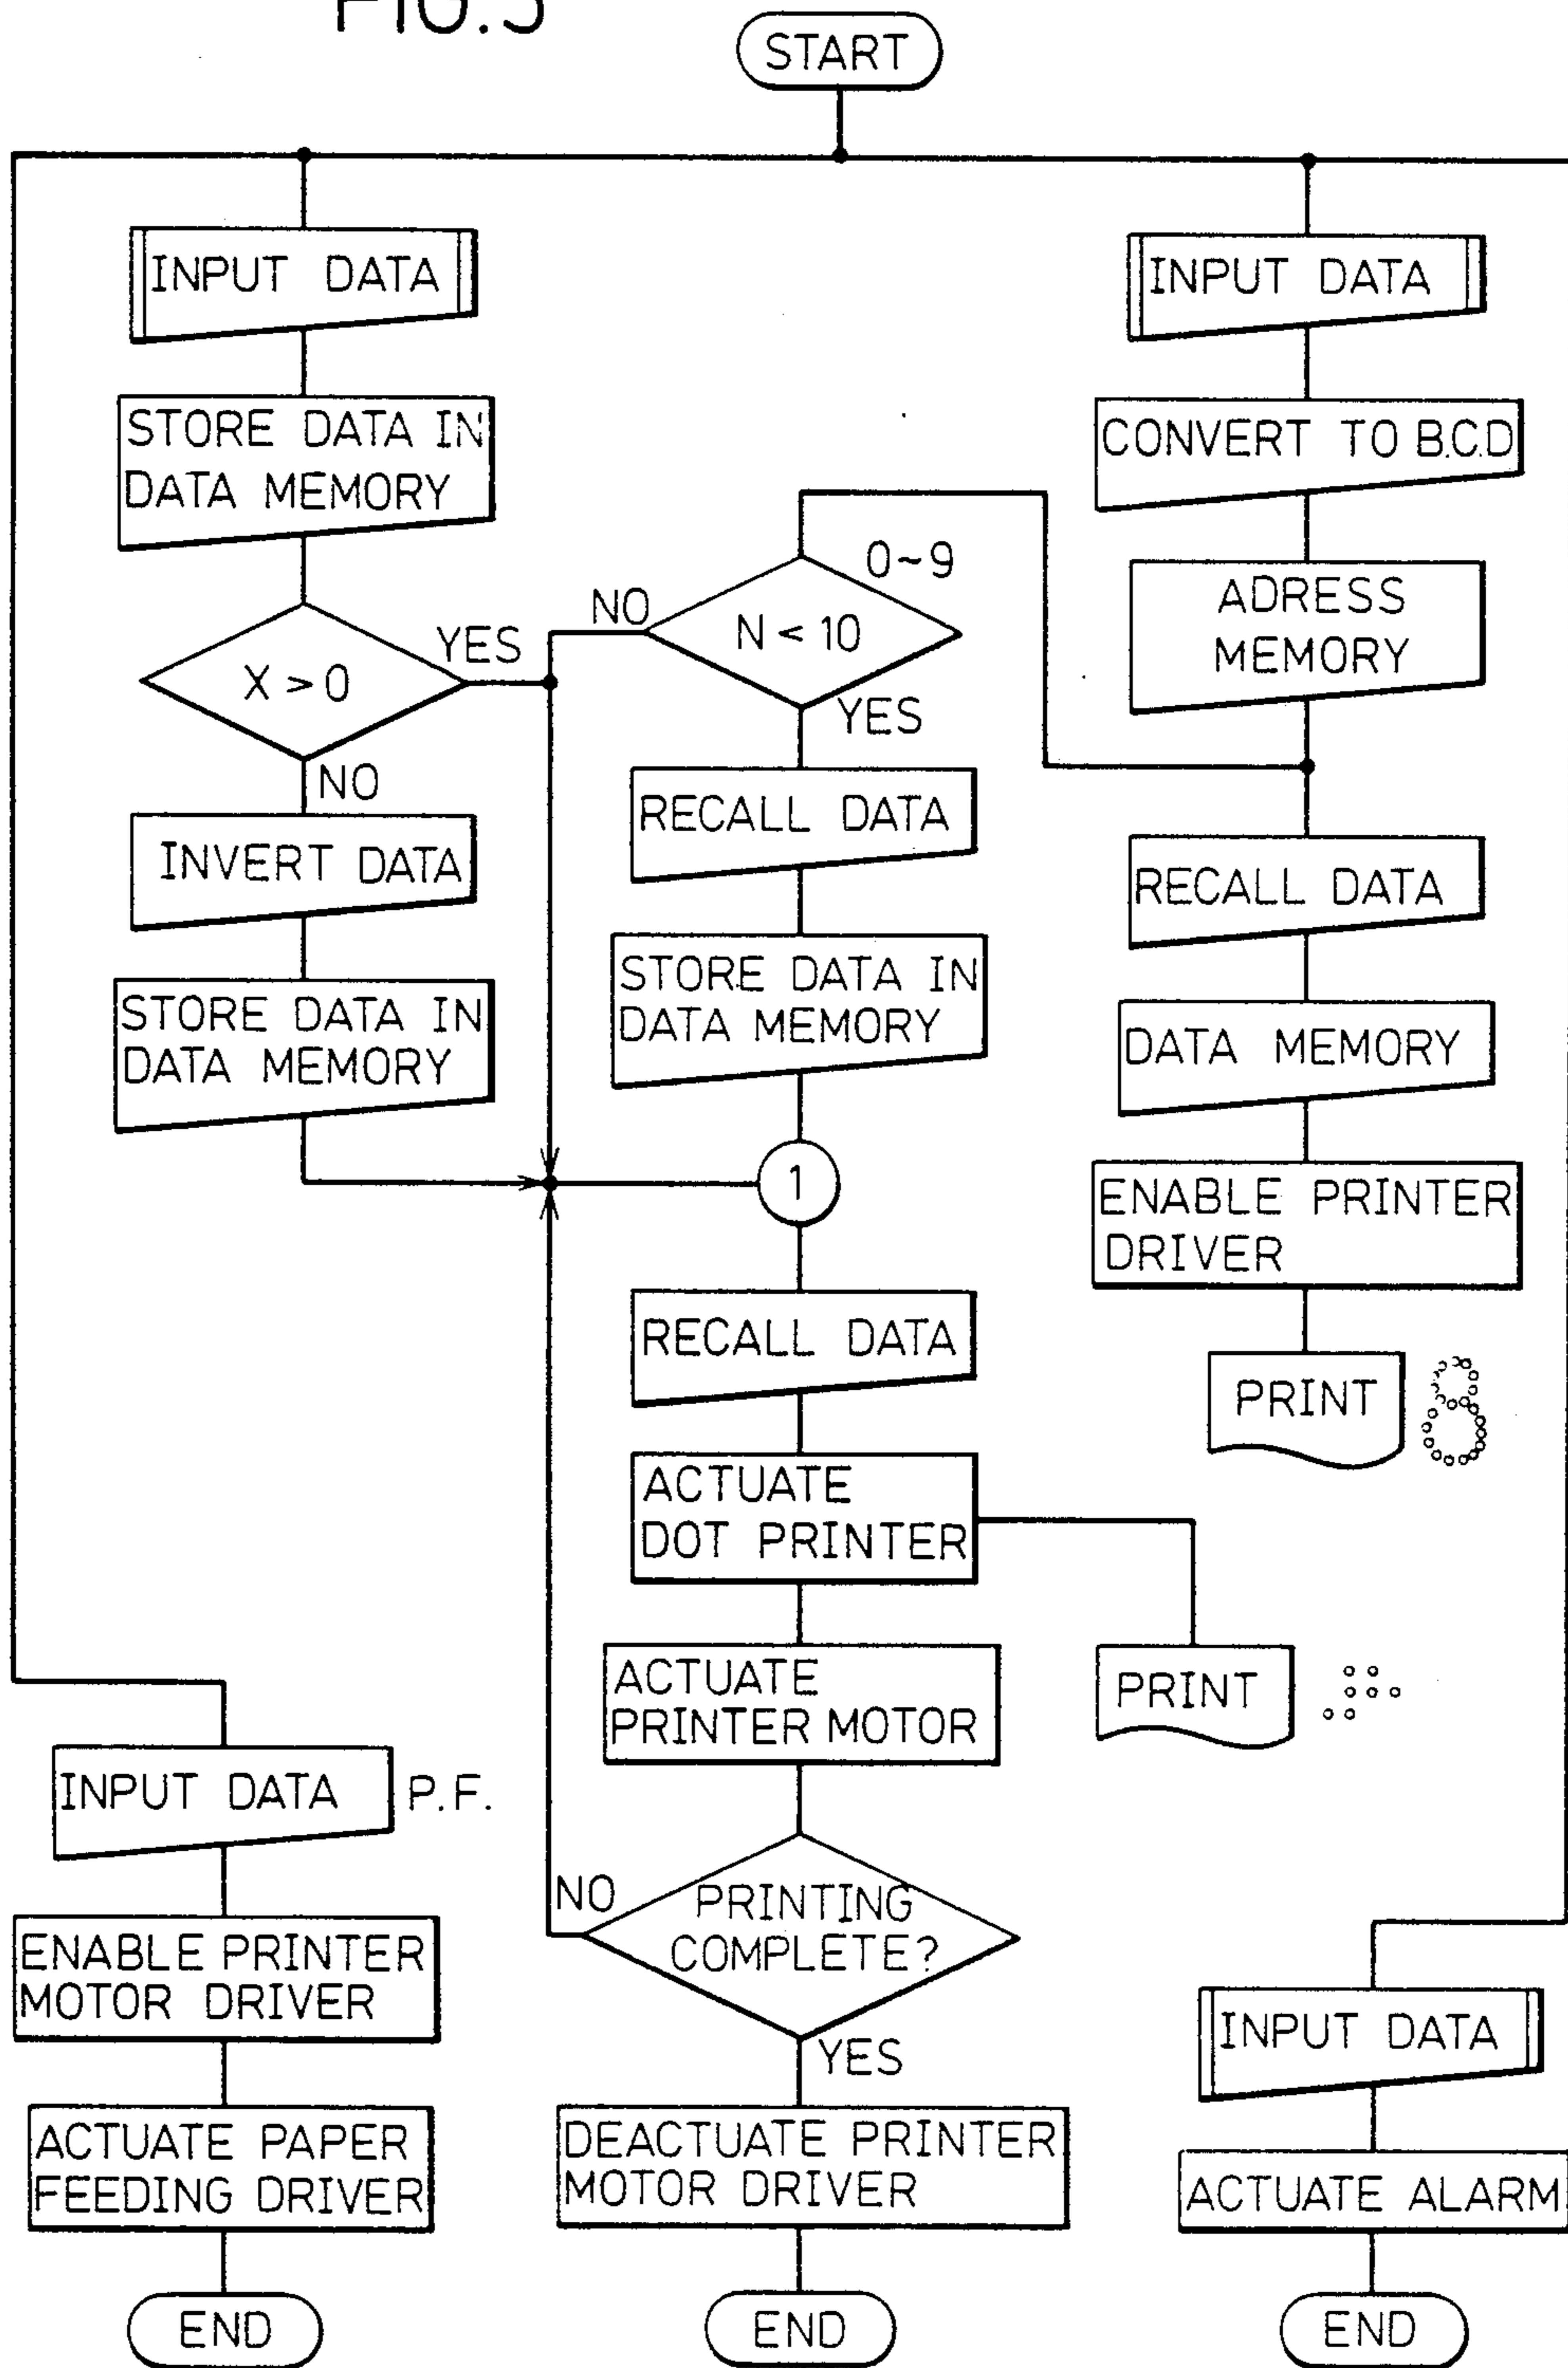 FIG.5
START
INPUT DATA
STORE DATA IN
DATA MEMORY
X > 0
YES
NO
INVERT DATA
STORE DATA IN
DATA MEMORY
INPUT DATA
P.F.
ENABLE PRINTER
MOTOR DRIVER
ACTUATE PAPER
FEEDING DRIVER
END
0~9
NO
N < 10
YES
RECALL DATA
STORE DATA IN
DATA MEMORY
1
RECALL DATA
ACTUATE
DOT PRINTER
PRINT
ACTUATE
PRINTER MOTOR
NO
PRINTING
COMPLETE?
YES
DEACTUATE PRINTER
MOTOR DRIVER
END
INPUT DATA
CONVERT TO B.C.D
ADRESS
MEMORY
RECALL DATA
DATA MEMORY
ENABLE PRINTER
DRIVER
PRINT
8
INPUT DATA
ACTUATE ALARM
END